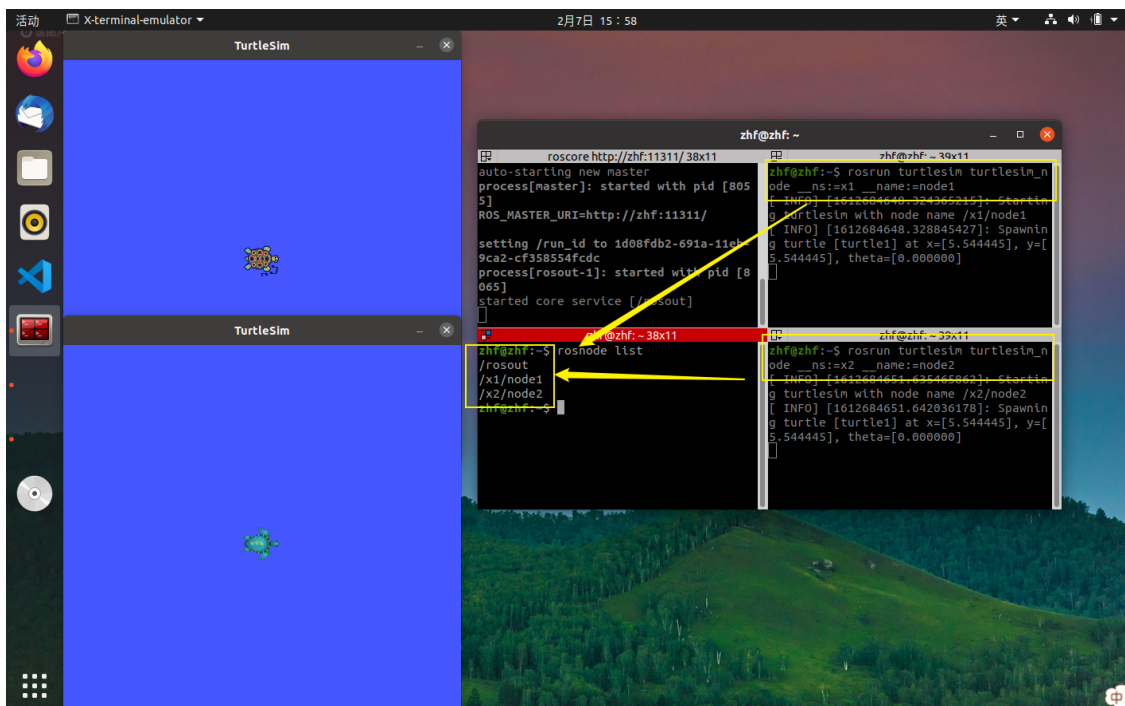 活动
X-terminal-emulator
2月7日 15：58
英
TurtleSim
TurtleSim
zhf@zhf: ~
roscore http://zhf:11311/ 38x11
auto-starting new master
process[master]: started with pid [805
5]
ROS_MASTER_URI=http://zhf:11311/
setting /run_id to 1d08fdb2-691a-11eb-
9ca2-cf358554fcdc
process[rosout-1]: started with pid [8
065]
started core service [/rosout]
zhf@zhf: ~ 39x11
zhf@zhf:~$ rosrun turtlesim turtlesim_n
ode __ns:=x1 __name:=node1
[ INFO] [1612684648.324365215]: Startin
g turtlesim with node name /x1/node1
[ INFO] [1612684648.328845427]: Spawnin
g turtle [turtle1] at x=[5.544445], y=[
5.544445], theta=[0.000000]
zhf@zhf: ~ 38x11
zhf@zhf:~$ rosnode list
/rosout
/x1/node1
/x2/node2
zhf@zhf:~$
zhf@zhf: ~ 39x11
zhf@zhf:~$ rosrun turtlesim turtlesim_n
ode __ns:=x2 __name:=node2
[ INFO] [1612684651.635465862]: Startin
g turtlesim with node name /x2/node2
[ INFO] [1612684651.642036178]: Spawnin
g turtle [turtle1] at x=[5.544445], y=[
5.544445], theta=[0.000000]
中